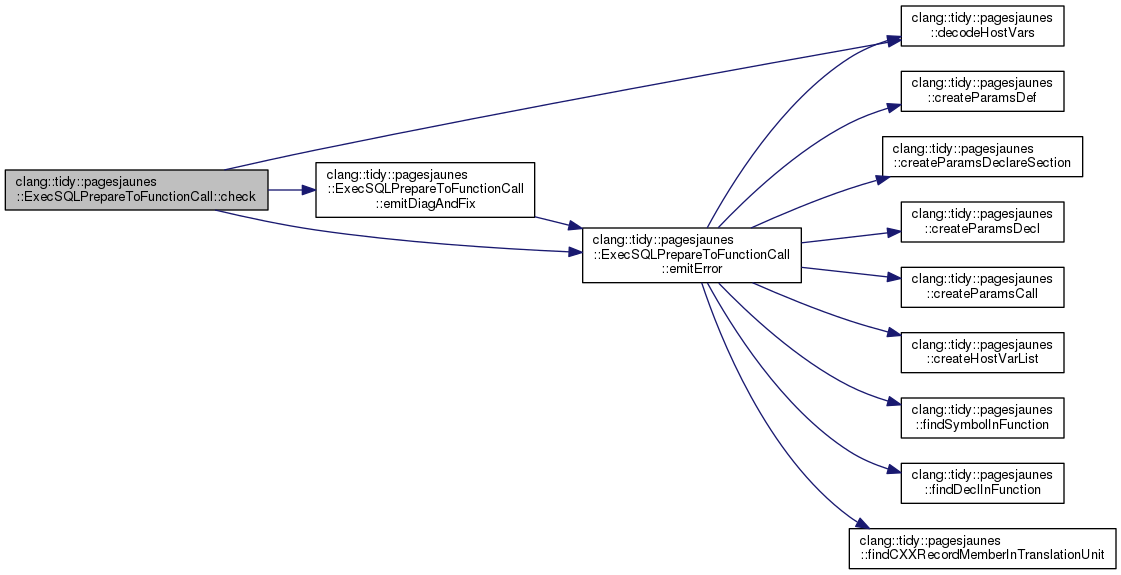 clang::tidy::pagesjaunes
::ExecSQLPrepareToFunctionCall::check
clang::tidy::pagesjaunes
::ExecSQLPrepareToFunctionCall
::emitDiagAndFix
clang::tidy::pagesjaunes
::ExecSQLPrepareToFunctionCall
::emitError
clang::tidy::pagesjaunes
::decodeHostVars
clang::tidy::pagesjaunes
::createParamsDef
clang::tidy::pagesjaunes
::createParamsDeclareSection
clang::tidy::pagesjaunes
::createParamsDecl
clang::tidy::pagesjaunes
::createParamsCall
clang::tidy::pagesjaunes
::createHostVarList
clang::tidy::pagesjaunes
::findSymbolInFunction
clang::tidy::pagesjaunes
::findDeclInFunction
clang::tidy::pagesjaunes
::findCXXRecordMemberInTranslationUnit